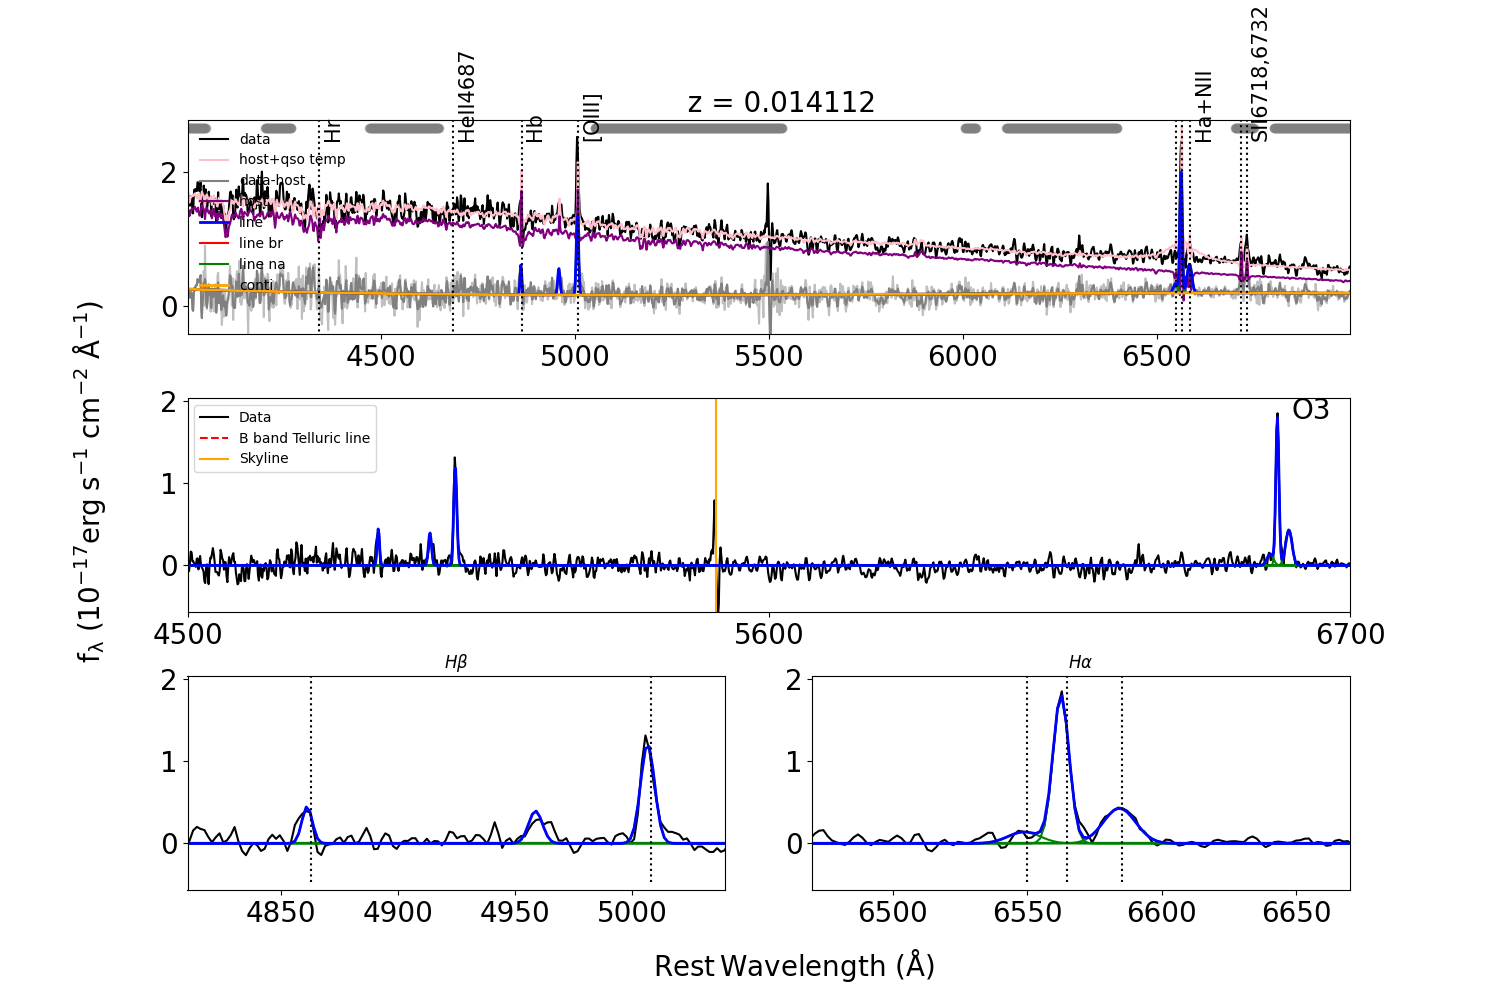 z = 0.014112
Hr
HeII4687
Hb
[OIII]
Ha+NII
SII6718,6732
data
host+qso temp
data-host
host
line
line br
line na
conti
2
0
4500 5000 5500 6000 6500
fλ (10⁻¹⁷erg s⁻¹ cm⁻² Å⁻¹)
Data
B band Telluric line
Skyline
O3
2
1
0
4500 5600 6700
Hβ
2
1
0
4850 4900 4950 5000
Hα
2
1
0
6500 6550 6600 6650
Rest Wavelength (Å)